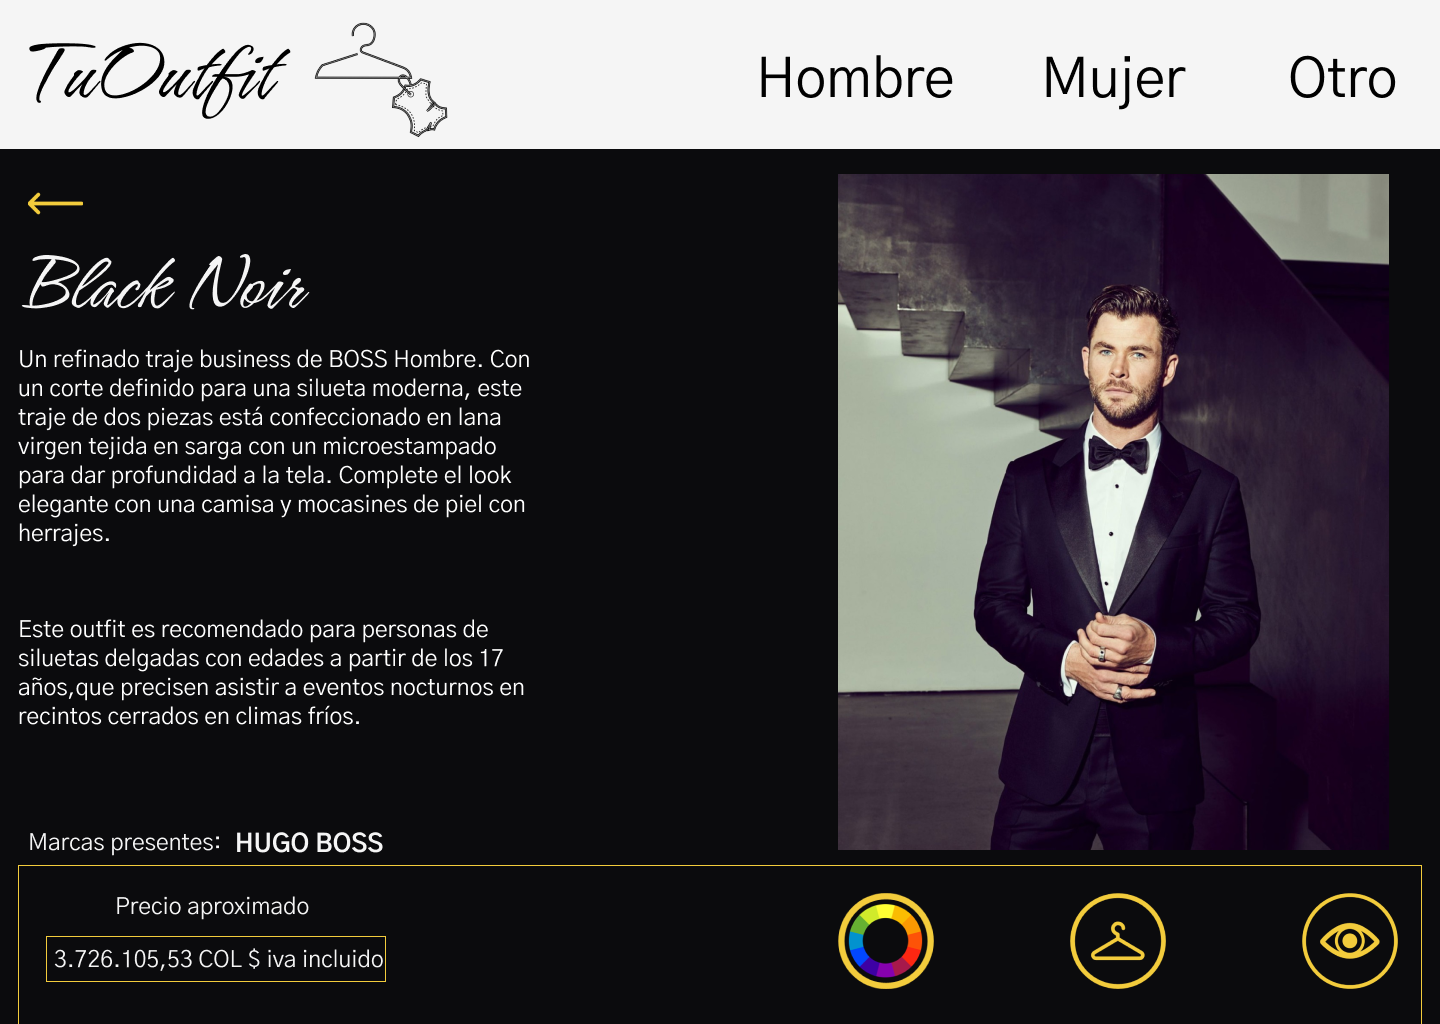 TuOutfit
Hombre Mujer Otro
Black Noir
Un refinado traje business de BOSS Hombre. Con
un corte definido para una silueta moderna, este
traje de dos piezas está confeccionado en lana
virgen tejida en sarga con un microestampado
para dar profundidad a la tela. Complete el look
elegante con una camisa y mocasines de piel con
herrajes.
Este outfit es recomendado para personas de
siluetas delgadas con edades a partir de los 17
años,que precisen asistir a eventos nocturnos en
recintos cerrados en climas fríos.
Marcas presentes: HUGO BOSS
Precio aproximado
3.726.105,53 COL $ iva incluido